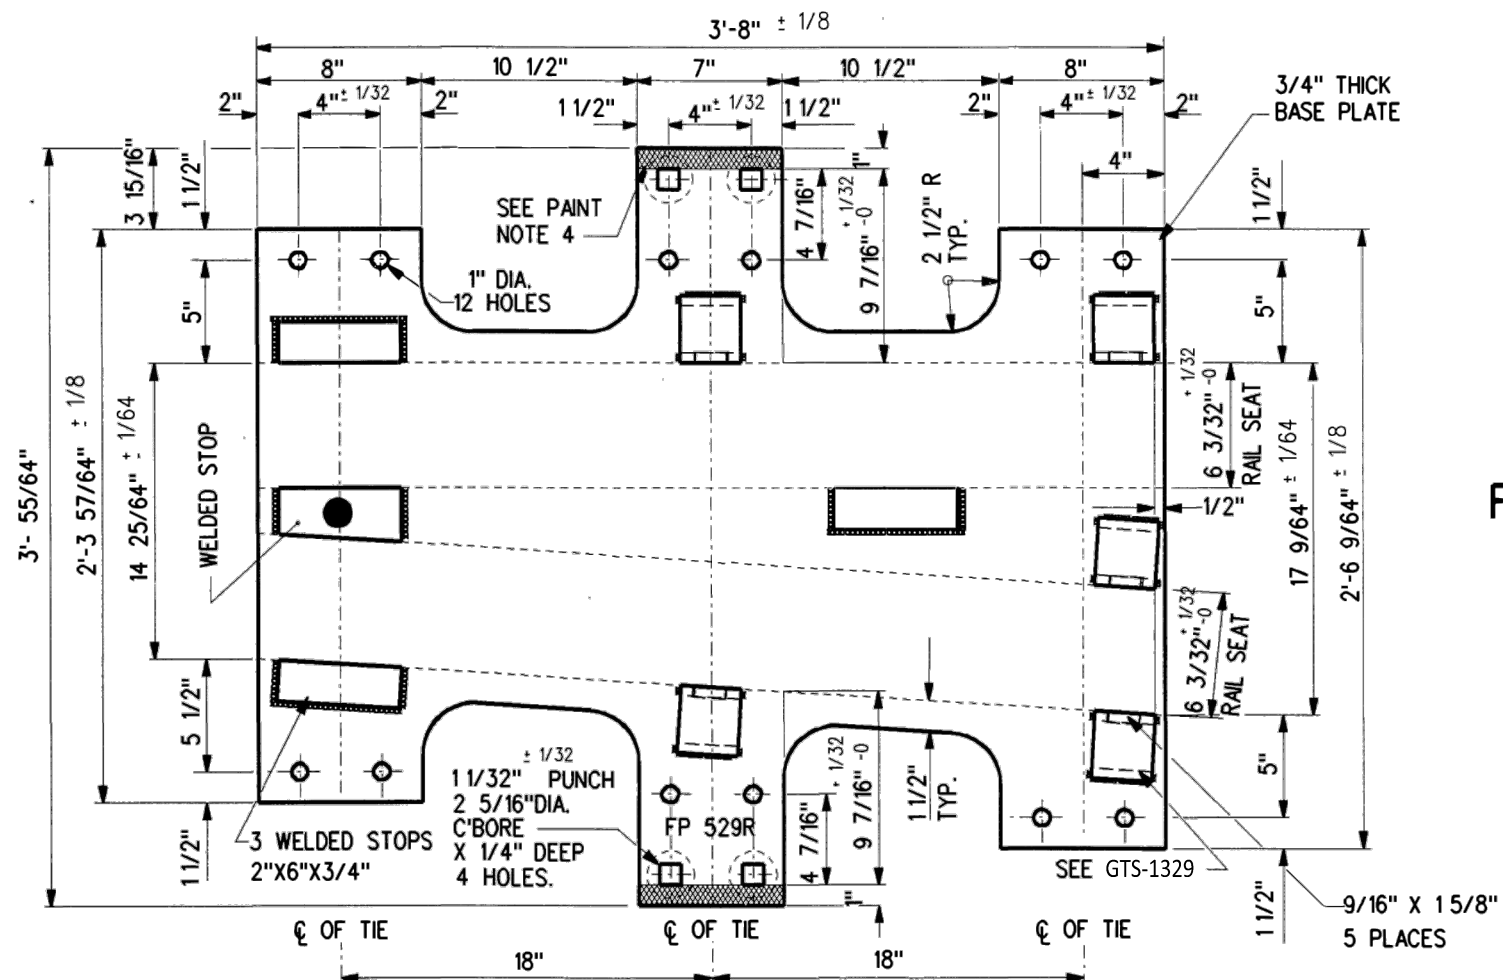 3'-8" ± 1/8
8"
10 1/2"
7"
10 1/2"
8"
2"
4" ± 1/32
2"
1 1/2"
4" ± 1/32
1 1/2"
2"
4" ± 1/32
2"
3/4" THICK
BASE PLATE
4"
3 15/16"
1 1/2"
1"
1 1/2"
SEE PAINT
NOTE 4
4 7/16"
9 7/16" + 1/32 -0
2 1/2" R
TYP.
1" DIA.
12 HOLES
5"
5"
3'- 55/64"
2'-3 57/64" ± 1/8
14 25/64" ± 1/64
WELDED STOP
6 3/32" + 1/32 -0
RAIL SEAT
17 9/64" ± 1/64
2'-6 9/64" ± 1/8
1/2"
6 3/32" + 1/32 -0
RAIL SEAT
5 1/2"
1 1/2"
3 WELDED STOPS
2"X6"X3/4"
± 1/32
1 1/32" PUNCH
2 5/16"DIA.
C'BORE
X 1/4" DEEP
4 HOLES.
FP 529R
4 7/16"
9 7/16" + 1/32 -0
1"
1 1/2"
TYP.
5"
SEE GTS-1329
1 1/2"
9/16" X 1 5/8"
5 PLACES
℄ OF TIE
℄ OF TIE
℄ OF TIE
18"
18"